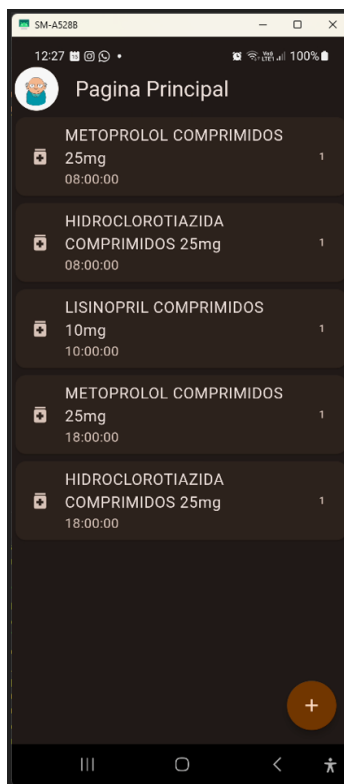 SM-A528B
12:27
100%
Pagina Principal
METOPROLOL COMPRIMIDOS
25mg
1
08:00:00
HIDROCLOROTIAZIDA
COMPRIMIDOS 25mg
1
08:00:00
LISINOPRIL COMPRIMIDOS
10mg
1
10:00:00
METOPROLOL COMPRIMIDOS
25mg
1
18:00:00
HIDROCLOROTIAZIDA
COMPRIMIDOS 25mg
1
18:00:00
+